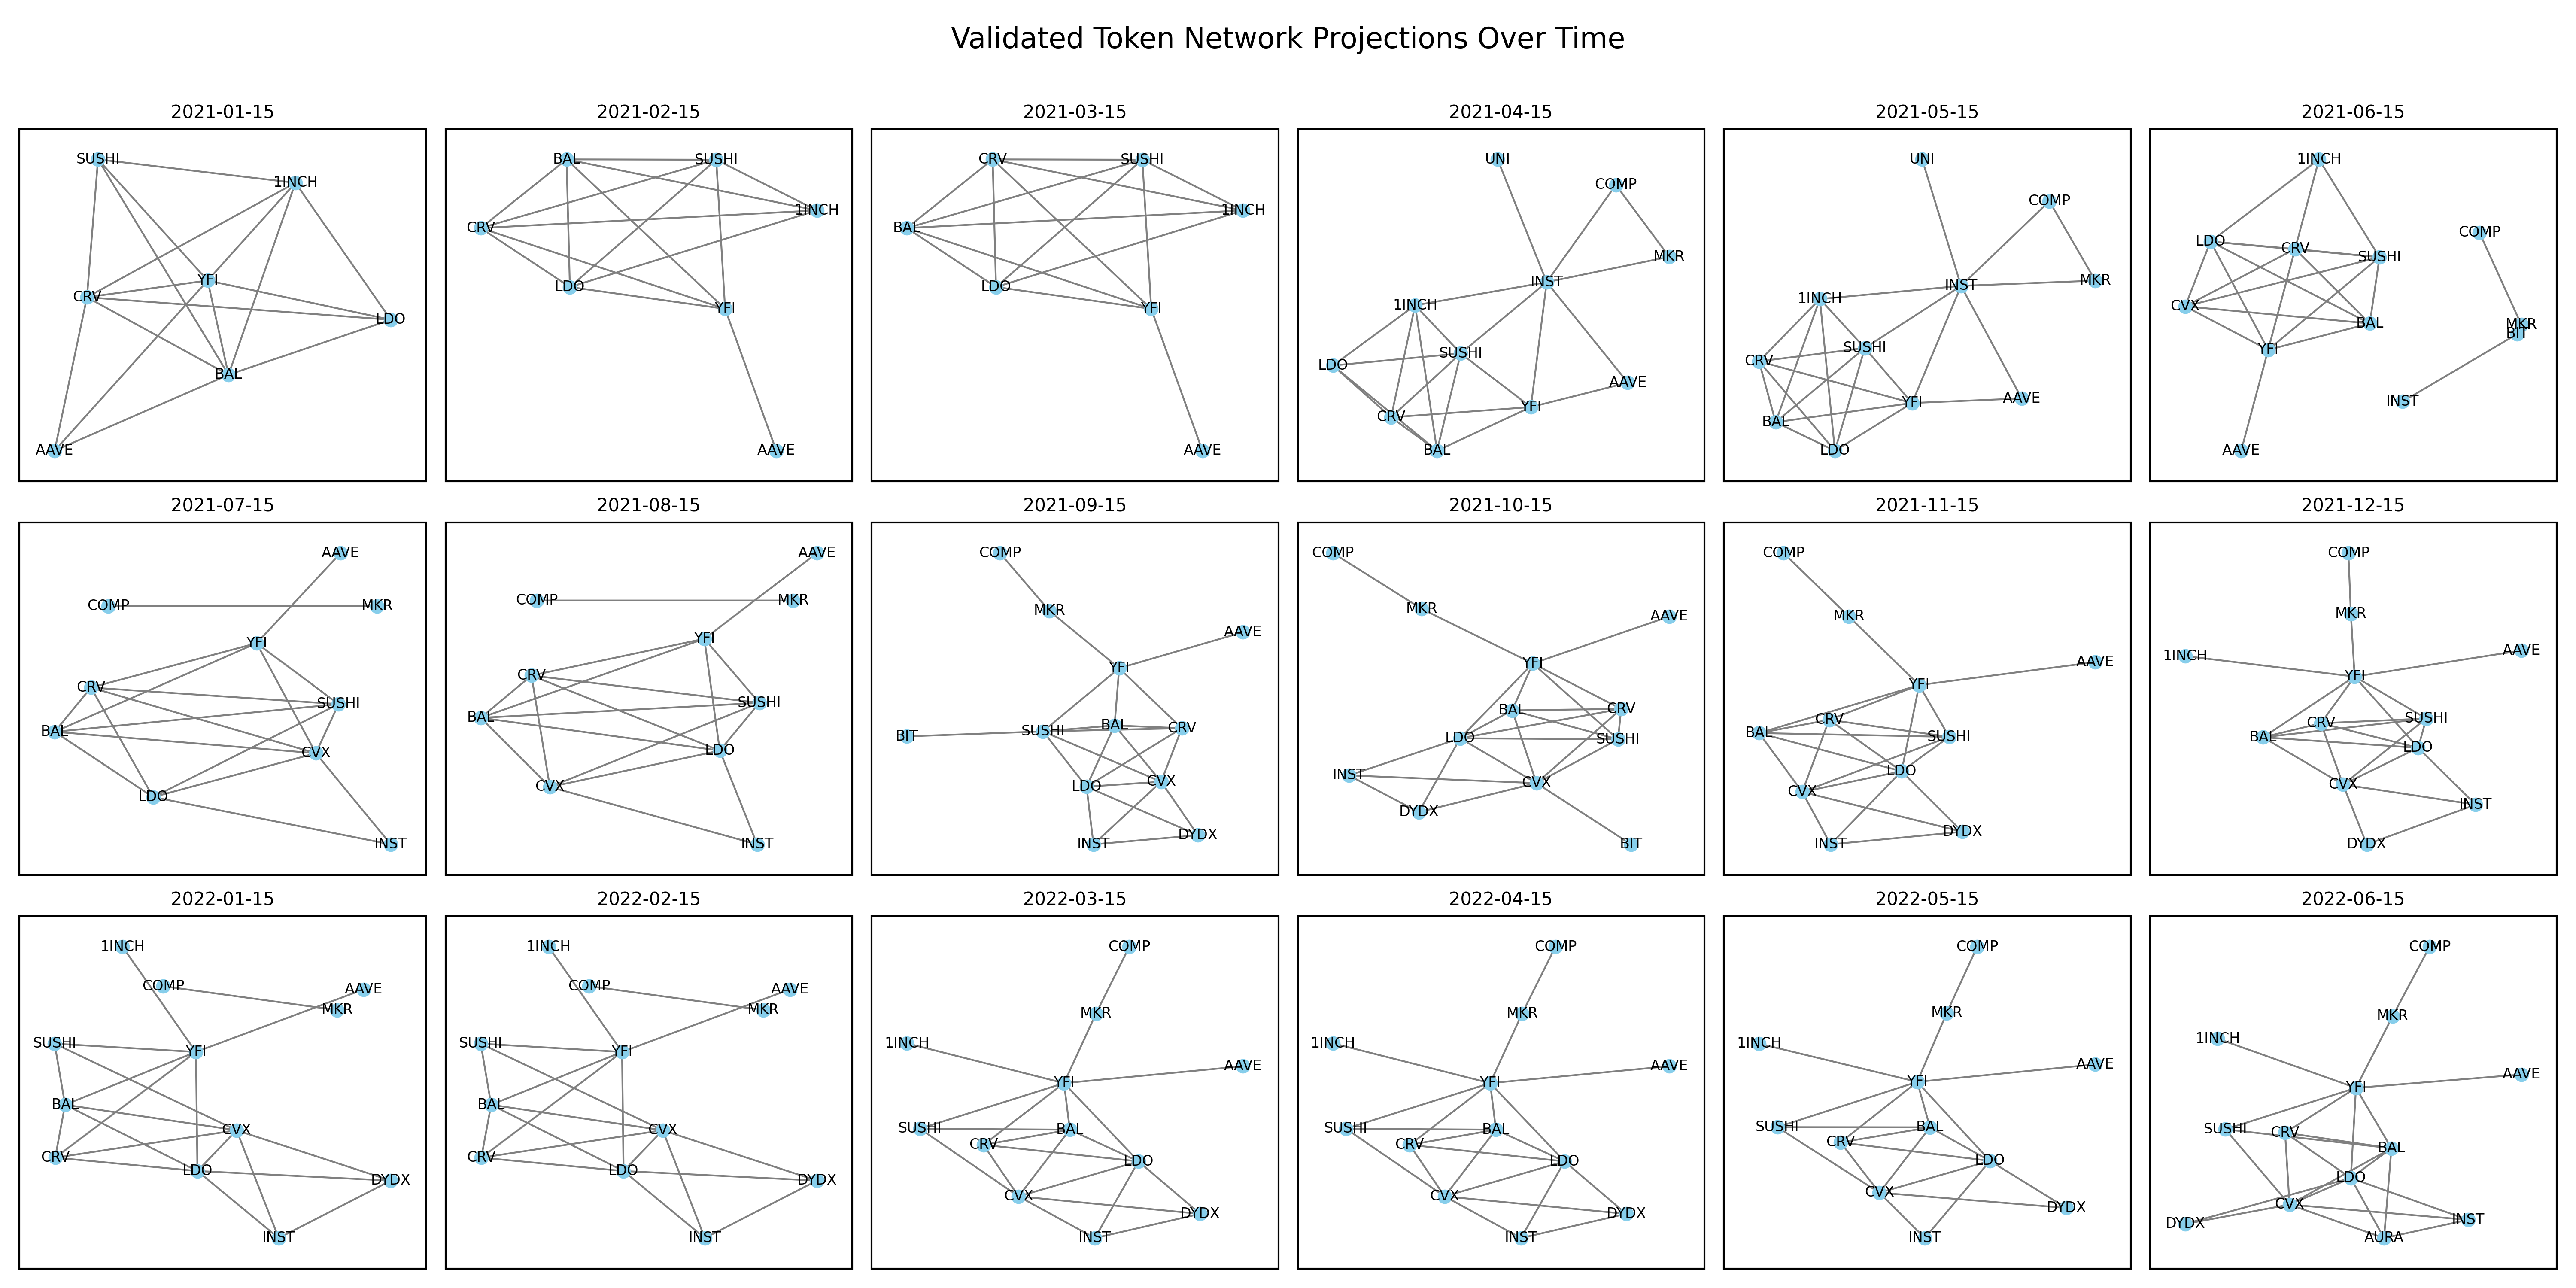 Validated Token Network Projections Over Time
2021-01-15
SUSHI
1INCH
YFI
CRV
LDO
BAL
AAVE
2021-02-15
BAL
SUSHI
1INCH
CRV
LDO
YFI
AAVE
2021-03-15
CRV
SUSHI
1INCH
BAL
LDO
YFI
AAVE
2021-04-15
UNI
COMP
MKR
INST
1INCH
SUSHI
LDO
AAVE
YFI
CRV
BAL
2021-05-15
UNI
COMP
MKR
INST
1INCH
SUSHI
CRV
AAVE
YFI
BAL
LDO
2021-06-15
1INCH
COMP
LDO
CRV
SUSHI
CVX
BAL
MKR
BIT
YFI
INST
AAVE
2021-07-15
AAVE
COMP
MKR
YFI
CRV
SUSHI
BAL
CVX
LDO
INST
2021-08-15
AAVE
COMP
MKR
YFI
CRV
SUSHI
BAL
LDO
CVX
INST
2021-09-15
COMP
MKR
AAVE
YFI
BAL
CRV
SUSHI
BIT
CVX
LDO
DYDX
INST
2021-10-15
COMP
MKR
AAVE
YFI
CRV
BAL
LDO
SUSHI
INST
CVX
DYDX
BIT
2021-11-15
COMP
MKR
AAVE
YFI
CRV
BAL
SUSHI
LDO
CVX
DYDX
INST
2021-12-15
COMP
MKR
AAVE
1INCH
YFI
SUSHI
CRV
BAL
LDO
CVX
INST
DYDX
2022-01-15
1INCH
COMP
AAVE
MKR
SUSHI
YFI
BAL
CVX
CRV
LDO
DYDX
INST
2022-02-15
1INCH
COMP
AAVE
MKR
SUSHI
YFI
BAL
CVX
CRV
LDO
DYDX
INST
2022-03-15
COMP
MKR
1INCH
AAVE
YFI
SUSHI
BAL
CRV
LDO
CVX
DYDX
INST
2022-04-15
COMP
MKR
1INCH
AAVE
YFI
SUSHI
BAL
CRV
LDO
CVX
DYDX
INST
2022-05-15
COMP
MKR
1INCH
AAVE
YFI
SUSHI
BAL
CRV
LDO
CVX
DYDX
INST
2022-06-15
COMP
MKR
1INCH
AAVE
YFI
SUSHI
CRV
BAL
LDO
CVX
DYDX
INST
AURA